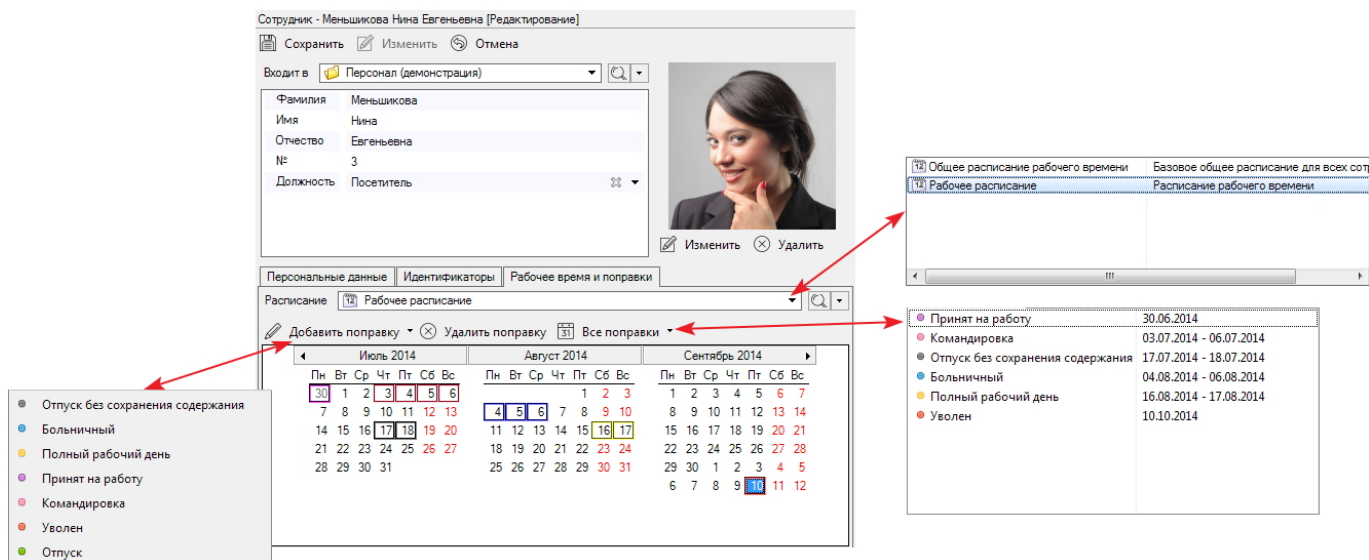 Сотрудник - Меньшикова Нина Евгеньевна [Редактирование]
Сохранить Изменить Отмена
Входит в Персонал (демонстрация)
Фамилия Меньшикова
Имя Нина
Отчество Евгеньевна
№ 3
Должность Посетитель
Изменить Удалить
Персональные данные Идентификаторы Рабочее время и поправки
Расписание 12 Рабочее расписание
Добавить поправку Удалить поправку 31 Все поправки
Июль 2014 Август 2014 Сентябрь 2014
Пн Вт Ср Чт Пт Сб Вс Пн Вт Ср Чт Пт Сб Вс Пн Вт Ср Чт Пт Сб Вс
30 1 2 3 4 5 6 1 2 3 1 2 3 4 5 6 7
7 8 9 10 11 12 13 4 5 6 7 8 9 10 8 9 10 11 12 13 14
14 15 16 17 18 19 20 11 12 13 14 15 16 17 15 16 17 18 19 20 21
21 22 23 24 25 26 27 18 19 20 21 22 23 24 22 23 24 25 26 27 28
28 29 30 31 25 26 27 28 29 30 31 29 30 1 2 3 4 5
6 7 8 9 10 11 12
Отпуск без сохранения содержания
Больничный
Полный рабочий день
Принят на работу
Командировка
Уволен
Отпуск
12 Общее расписание рабочего времени Базовое общее расписание для всех сот
12 Рабочее расписание Расписание рабочего времени
Принят на работу 30.06.2014
Командировка 03.07.2014 - 06.07.2014
Отпуск без сохранения содержания 17.07.2014 - 18.07.2014
Больничный 04.08.2014 - 06.08.2014
Полный рабочий день 16.08.2014 - 17.08.2014
Уволен 10.10.2014